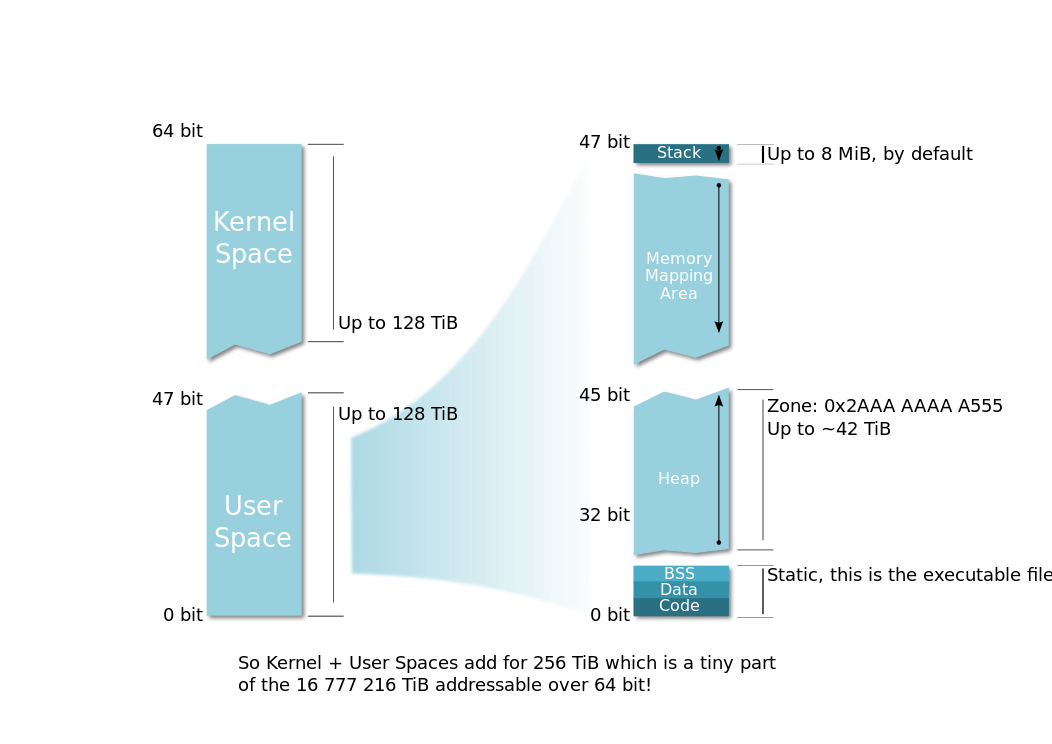 64 bit
Kernel
Space
Up to 128 TiB
47 bit
Up to 128 TiB
User
Space
0 bit
47 bit
Stack
Up to 8 MiB, by default
Memory
Mapping
Area
45 bit
Zone: 0x2AAA AAAA A555
Up to ~42 TiB
Heap
32 bit
BSS
Data
Code
Static, this is the executable file
0 bit
So Kernel + User Spaces add for 256 TiB which is a tiny part
of the 16 777 216 TiB addressable over 64 bit!